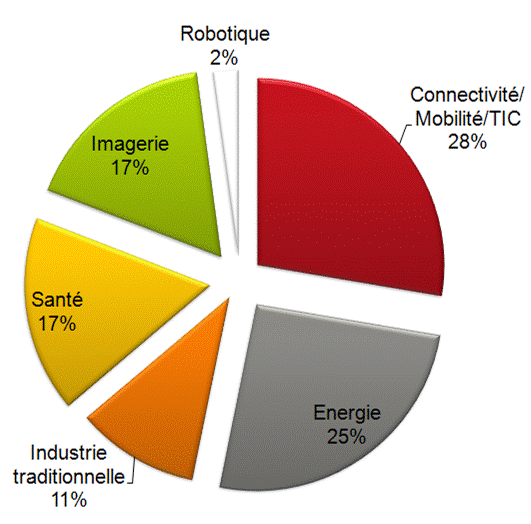 Robotique
2%
Connectivité/
Mobilité/TIC
28%
Imagerie
17%
Santé
17%
Energie
25%
Industrie
traditionnelle
11%